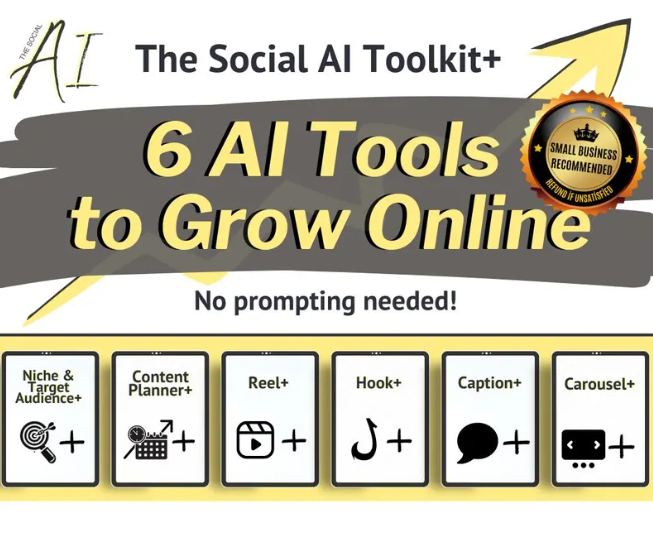 THE SOCIAL
AI
The Social AI Toolkit+
6 AI Tools
to Grow Online
SMALL BUSINESS
RECOMMENDED
REFUND IF UNSATISFIED
No prompting needed!
Niche &
Target
Audience+
Content
Planner+
Reel+
Hook+
Caption+
Carousel+